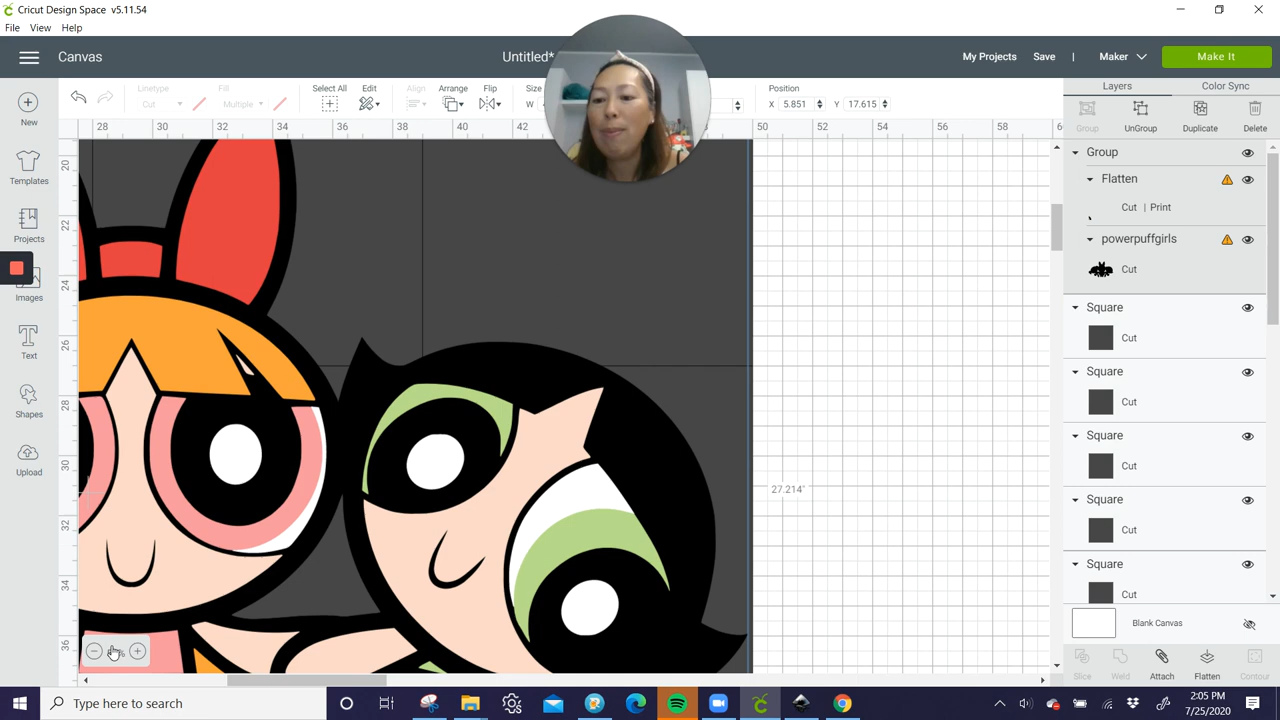 Cricut Design Space v5.11.54
File View Help
Canvas
Untitled*
My Projects Save | Maker Make It
New
Linetype
Cut
Fill
Multiple
Select All
Edit
Align
Arrange
Flip
Size
W
Position
X 5.851 Y 17.615
Layers Color Sync
Group UnGroup Duplicate Delete
28 30 32 34 36 38 40 42 50 52 54 56 58
20
22
24
26
28
30
32
34
36
Templates
Projects
Images
Text
Shapes
Upload
27.214"
Group
Flatten
Cut | Print
powerpuffgirls
Cut
Square
Cut
Square
Cut
Square
Cut
Square
Cut
Square
Cut
Blank Canvas
Slice Weld Attach Flatten Contour
Type here to search
2:05 PM
7/25/2020